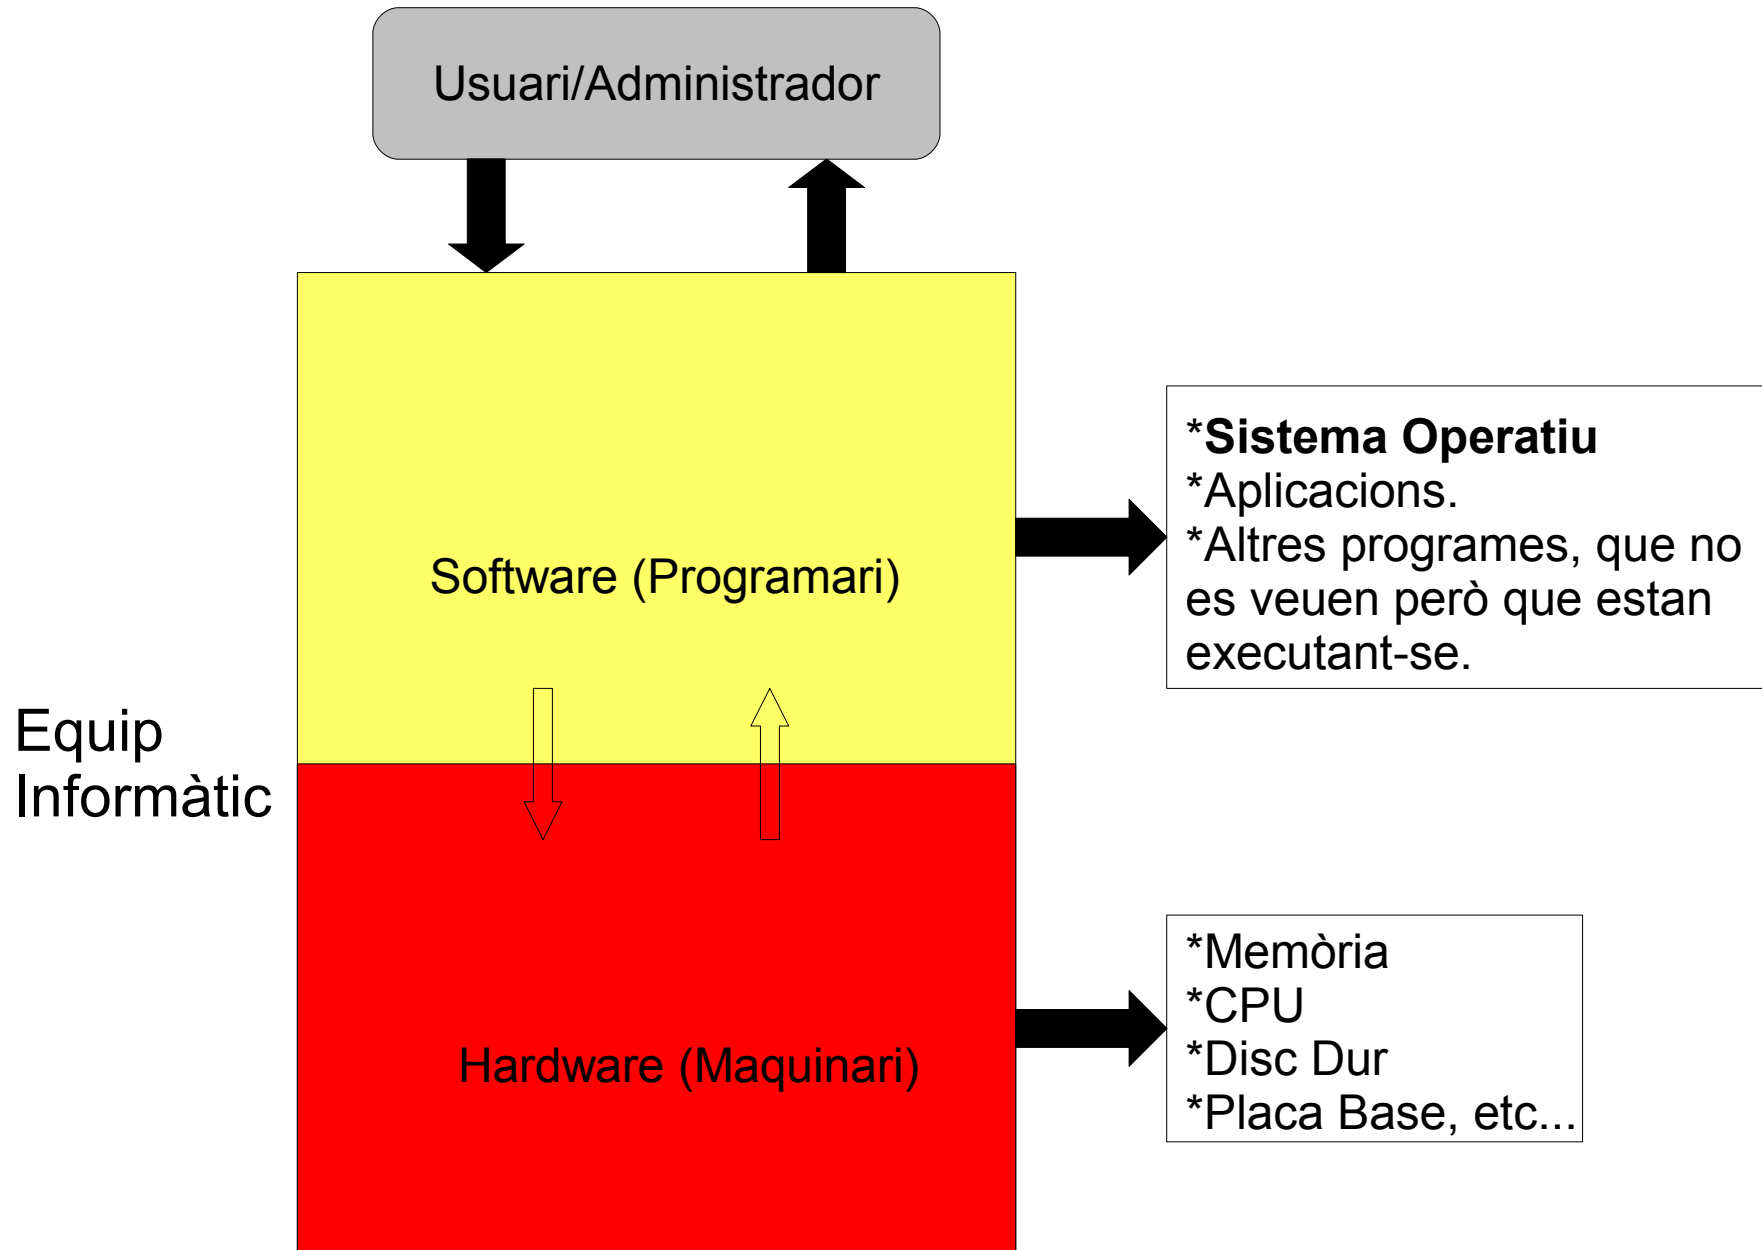 Usuari/Administrador
*Sistema Operatiu
*Aplicacions.
*Altres programes, que no
es veuen però que estan
executant-se.
Software (Programari)
Equip
Informàtic
*Memòria
*CPU
*Disc Dur
*Placa Base, etc...
Hardware (Maquinari)